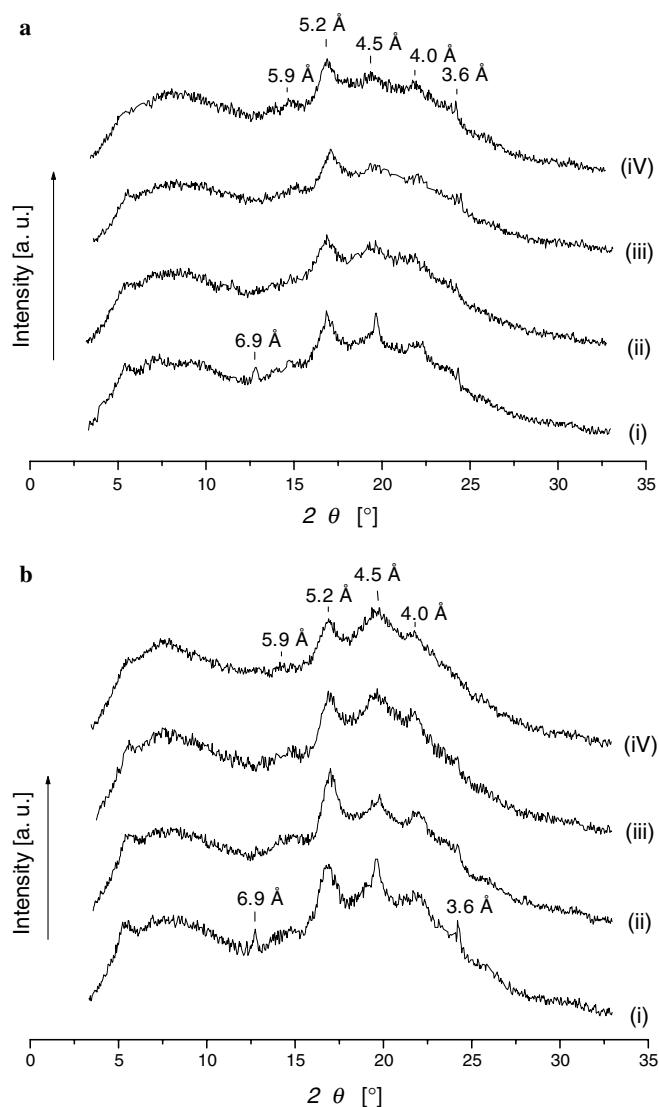 a
5.2 Å
4.5 Å
4.0 Å
5.9 Å
3.6 Å
(iV)
(iii)
6.9 Å
(ii)
(i)
Intensity [a. u.]
0 5 10 15 20 25 30 35
2 θ [°]
b
4.5 Å
5.2 Å
4.0 Å
5.9 Å
(iV)
(iii)
6.9 Å
3.6 Å
(ii)
(i)
Intensity [a. u.]
0 5 10 15 20 25 30 35
2 θ [°]